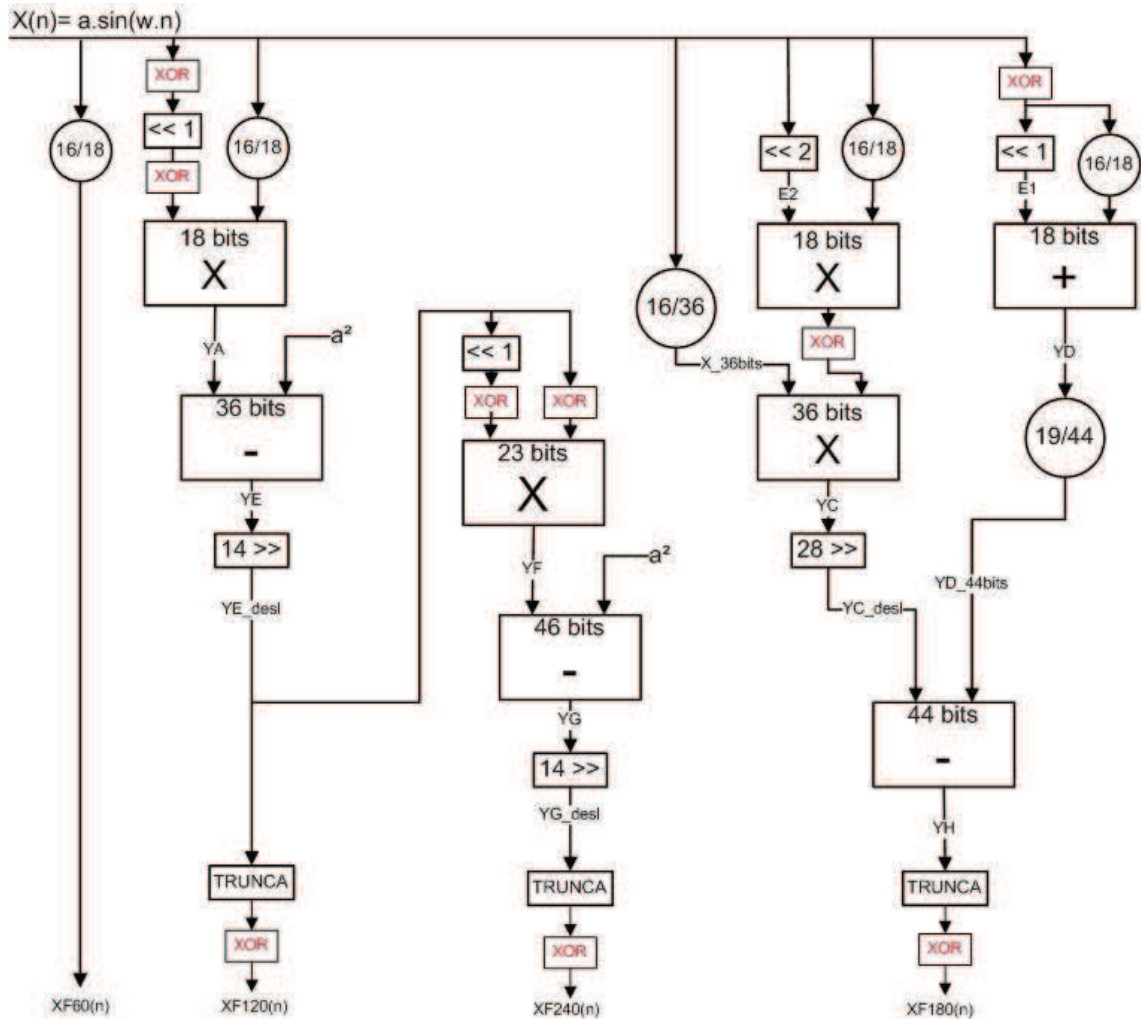 X(n)= a.sin(w.n)
XOR
XOR
<< 1
16/18
16/18
XOR
<< 2
16/18
<< 1
16/18
E2
E1
18 bits
X
18 bits
X
18 bits
+
16/36
YA
a²
<< 1
XOR
X_36bits
YD
XOR
XOR
36 bits
-
36 bits
X
19/44
23 bits
X
YE
YC
14 >>
28 >>
YF
a²
YE_desl
YC_desl
YD_44bits
46 bits
-
YG
44 bits
-
14 >>
YG_desl
YH
TRUNCA
TRUNCA
TRUNCA
XOR
XOR
XOR
XF60(n)
XF120(n)
XF240(n)
XF180(n)